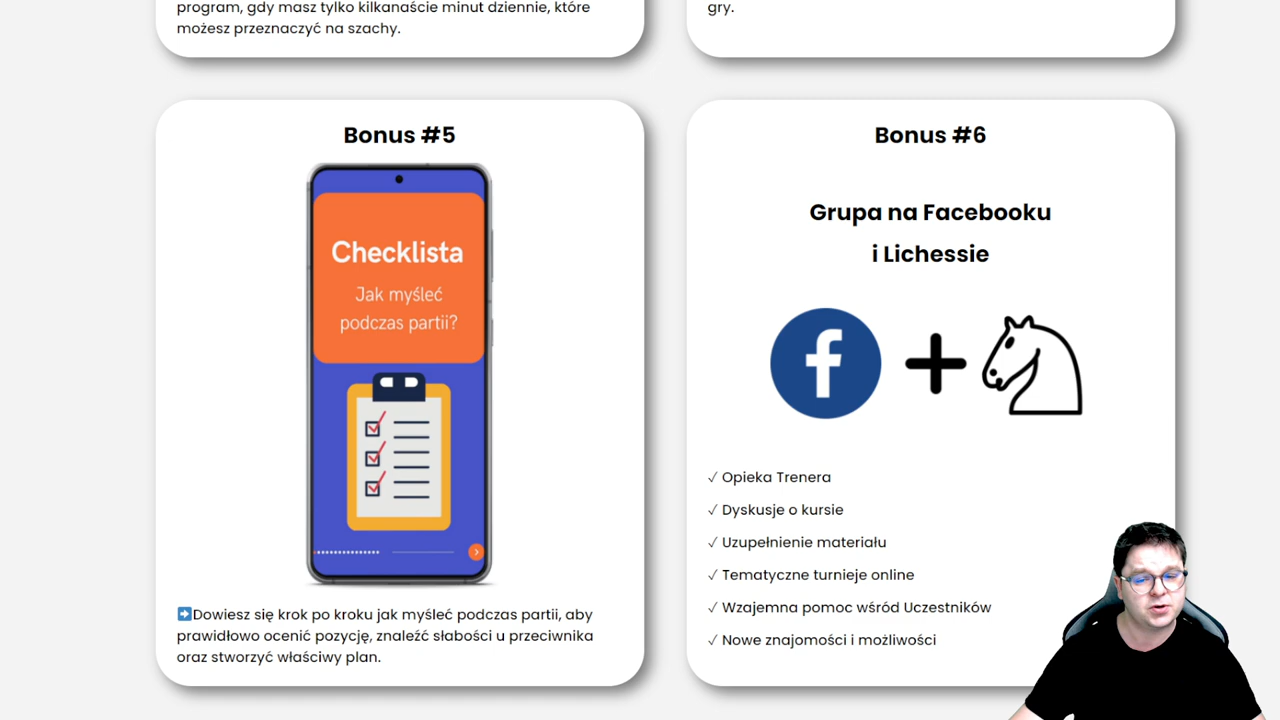 program, gdy masz tylko kilkanaście minut dziennie, które
możesz przeznaczyć na szachy.
gry.
Bonus #5
Checklista
Jak myśleć
podczas partii?
Dowiesz się krok po kroku jak myśleć podczas partii, aby
prawidłowo ocenić pozycję, znaleźć słabości u przeciwnika
oraz stworzyć właściwy plan.
Bonus #6
Grupa na Facebooku
i Lichessie
✓ Opieka Trenera
✓ Dyskusje o kursie
✓ Uzupełnienie materiału
✓ Tematyczne turnieje online
✓ Wzajemna pomoc wśród Uczestników
✓ Nowe znajomości i możliwości